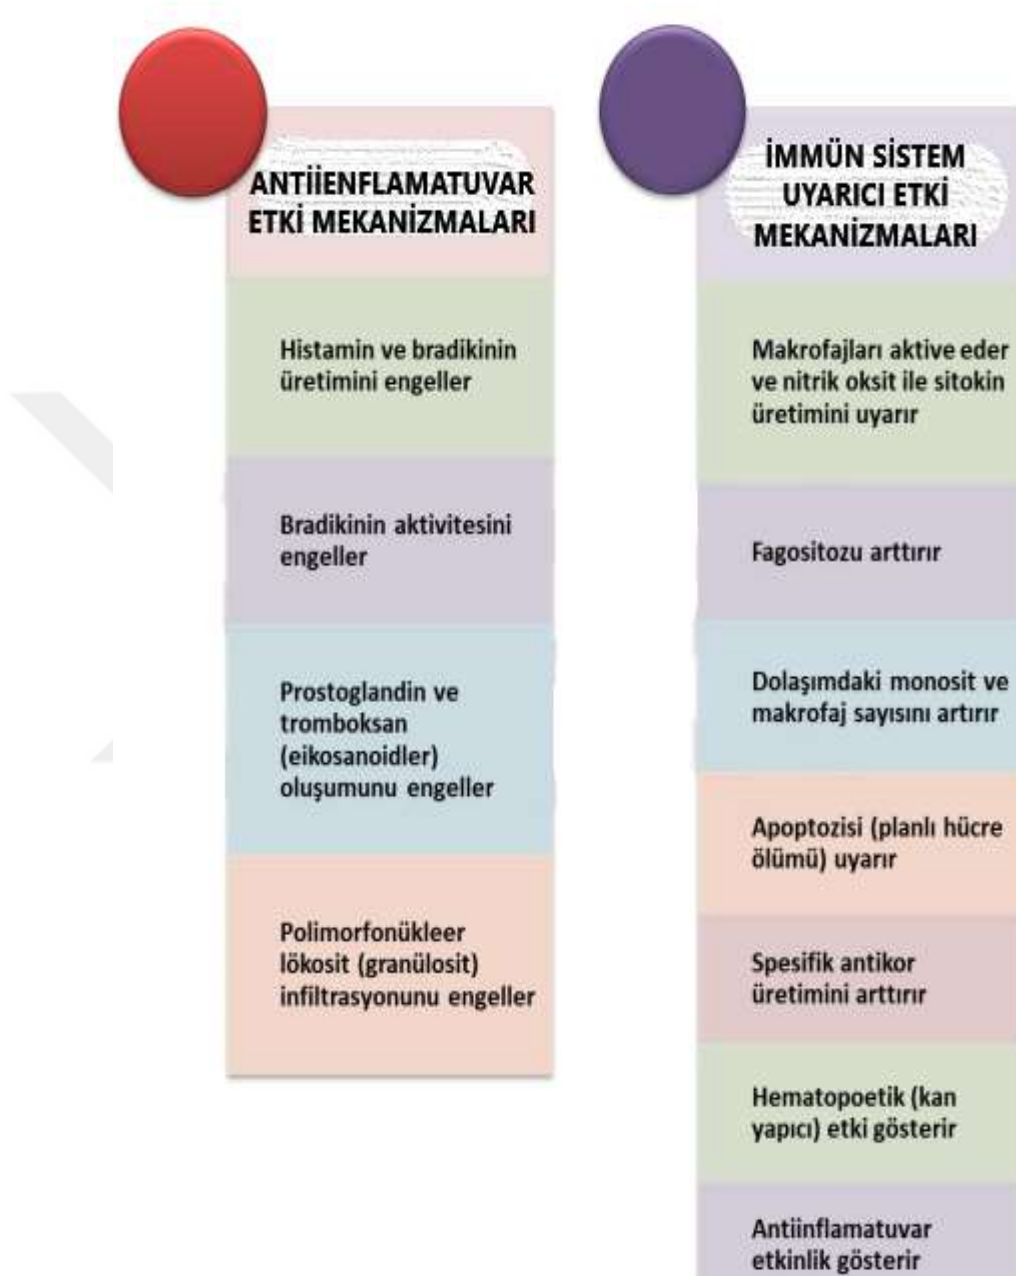 ANTİİENFLAMATUVAR
ETKİ MEKANİZMALARI
Histamin ve bradikinin
üretimini engeller
Bradikinin aktivitesini
engeller
Prostoglandin ve
tromboksan
(eikosanoidler)
oluşumunu engeller
Polimorfonükleer
lökosit (granülosit)
infiltrasyonunu engeller
İMMÜN SİSTEM
UYARICI ETKİ
MEKANİZMALARI
Makrofajları aktive eder
ve nitrik oksit ile sitokin
üretimini uyarır
Fagositozu arttırır
Dolaşımdaki monosit ve
makrofaj sayısını artırır
Apoptozisi (planlı hücre
ölümü) uyarır
Spesifik antikor
üretimini arttırır
Hematopoetik (kan
yapıcı) etki gösterir
Antiinflamatuvar
etkinlik gösterir